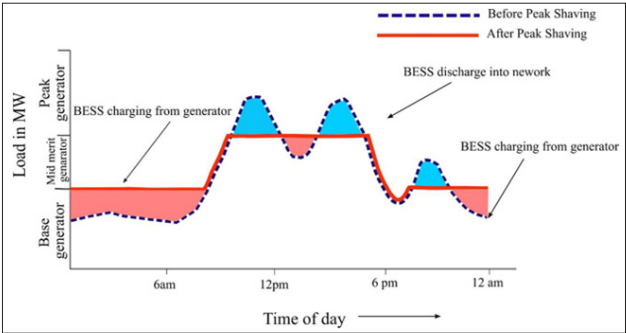 Before Peak Shaving
After Peak Shaving
BESS discharge into nework
BESS charging from generator
BESS charging from generator
Load in MW
Peak
generator
Mid merit
genarator
Base
generator
6am
12pm
6 pm
12 am
Time of day